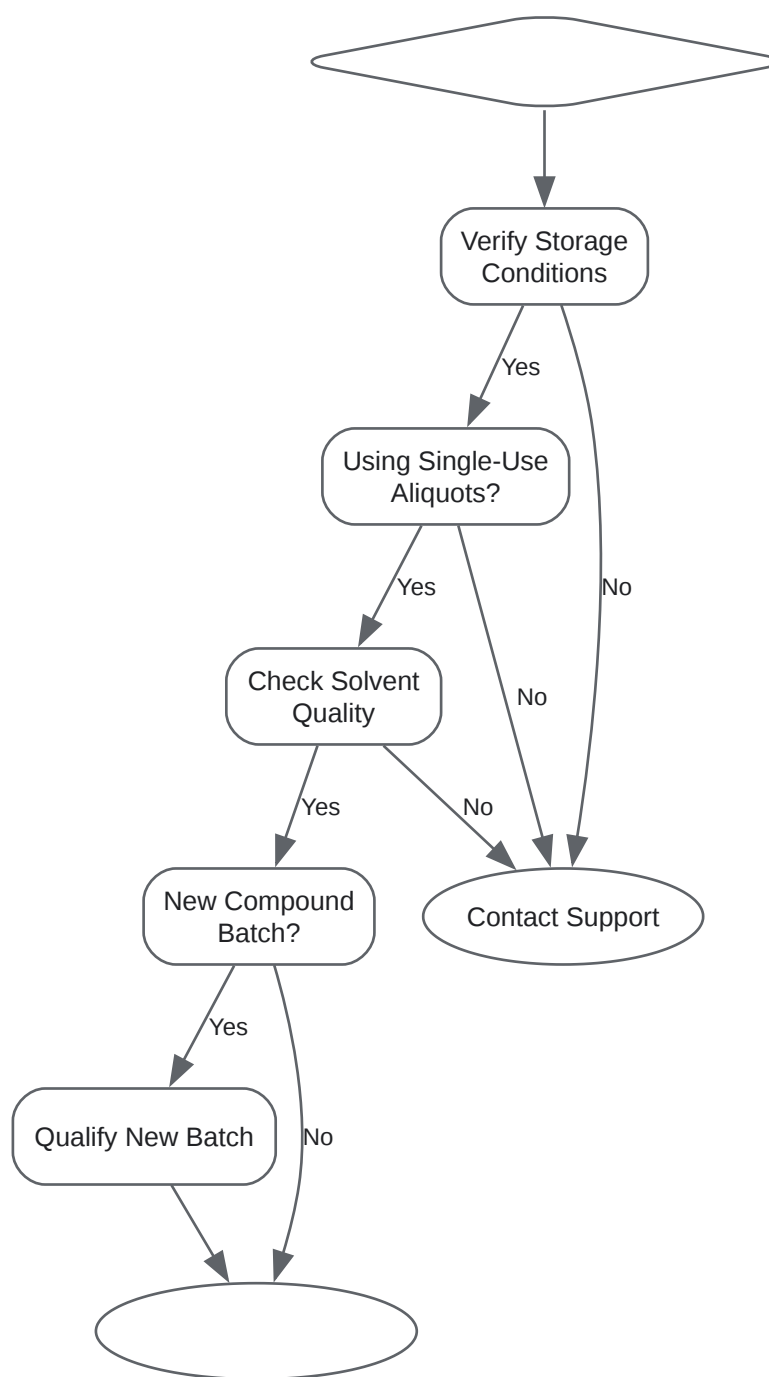 Verify Storage
Conditions
Yes
Using Single-Use
Aliquots?
Yes
No
Check Solvent
Quality
No
Yes
No
New Compound
Batch?
Contact Support
Yes
Qualify New Batch
No